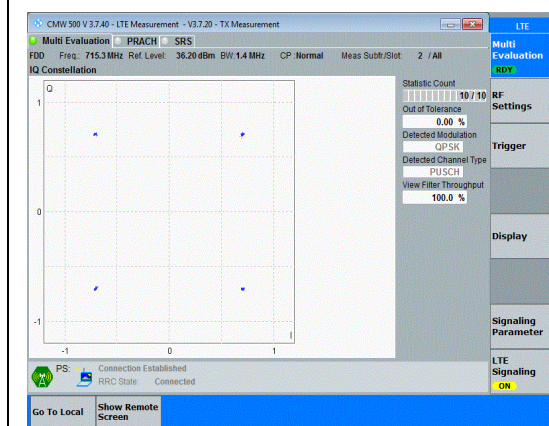 CMW 500 V 3.7.40 - LTE Measurement - V3.7.20 - TX Measurement
LTE
Multi Evaluation PRACH SRS
Multi
Evaluation
RDY
FDD Freq.: 715.3 MHz Ref. Level: 36.20 dBm BW:1.4 MHz CP :Normal Meas Subfr/Slot: 2 / All
IQ Constellation
Q
1
0
-1
I
-1 0 1
Statistic Count
10 / 10
Out of Tolerance
0.00 %
Detected Modulation
QPSK
Detected Channel Type
PUSCH
View Filter Throughput
100.0 %
RF
Settings
Trigger
Display
Signaling
Parameter
LTE
Signaling
ON
PS: Connection Established
RRC State: Connected
Go To Local
Show Remote
Screen